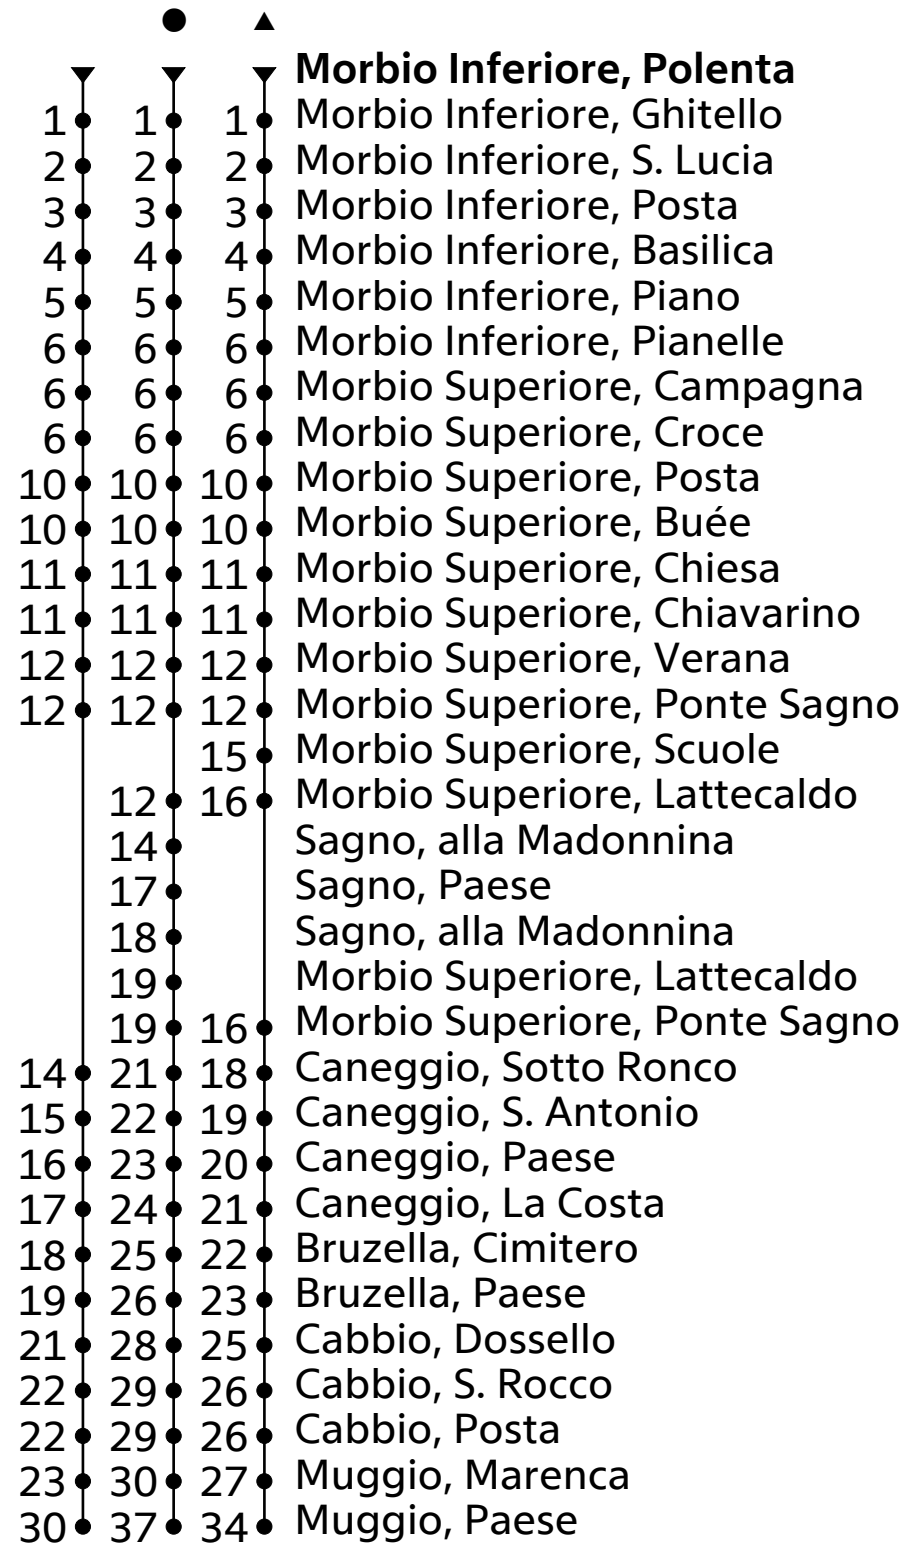 ● ▲
Morbio Inferiore, Polenta
1 1 1 Morbio Inferiore, Ghitello
2 2 2 Morbio Inferiore, S. Lucia
3 3 3 Morbio Inferiore, Posta
4 4 4 Morbio Inferiore, Basilica
5 5 5 Morbio Inferiore, Piano
6 6 6 Morbio Inferiore, Pianelle
6 6 6 Morbio Superiore, Campagna
6 6 6 Morbio Superiore, Croce
10 10 10 Morbio Superiore, Posta
10 10 10 Morbio Superiore, Buée
11 11 11 Morbio Superiore, Chiesa
11 11 11 Morbio Superiore, Chiavarino
12 12 12 Morbio Superiore, Verana
12 12 12 Morbio Superiore, Ponte Sagno
15 Morbio Superiore, Scuole
12 16 Morbio Superiore, Lattecaldo
14 Sagno, alla Madonnina
17 Sagno, Paese
18 Sagno, alla Madonnina
19 Morbio Superiore, Lattecaldo
19 16 Morbio Superiore, Ponte Sagno
14 21 18 Caneggio, Sotto Ronco
15 22 19 Caneggio, S. Antonio
16 23 20 Caneggio, Paese
17 24 21 Caneggio, La Costa
18 25 22 Bruzella, Cimitero
19 26 23 Bruzella, Paese
21 28 25 Cabbio, Dossello
22 29 26 Cabbio, S. Rocco
22 29 26 Cabbio, Posta
23 30 27 Muggio, Marenca
30 37 34 Muggio, Paese